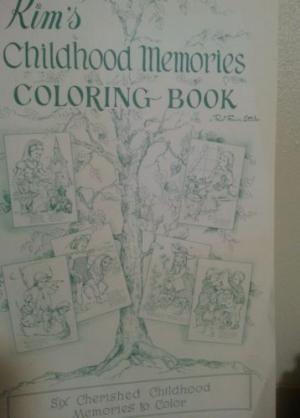 Kim's
Childhood Memories
COLORING BOOK
Six Cherished Childhood
Memories to Color